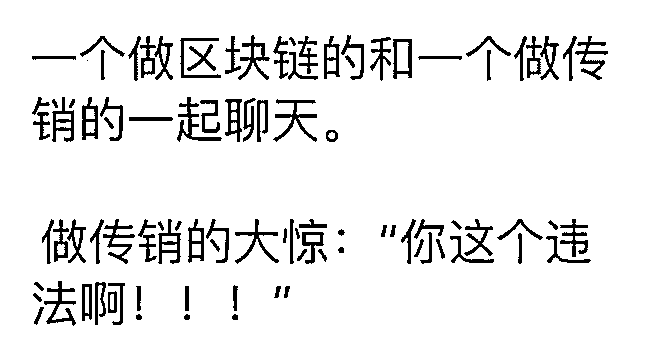 一个做区块链的和一个做传
销的一起聊天。
做传销的大惊：“你这个违
法啊！！！”